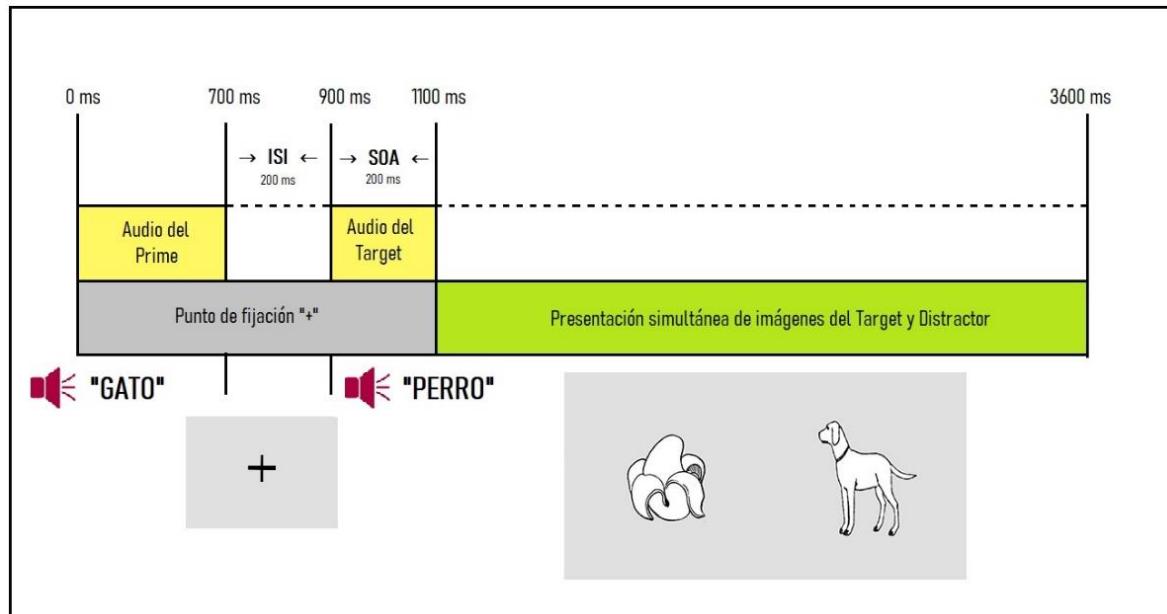 0 ms 700 ms 900 ms 1100 ms 3600 ms
→ ISI ← → SOA ←
200 ms 200 ms
Audio del
Prime
Audio del
Target
Punto de fijación "+"
Presentación simultánea de imágenes del Target y Distractor
"GATO" "PERRO"
+